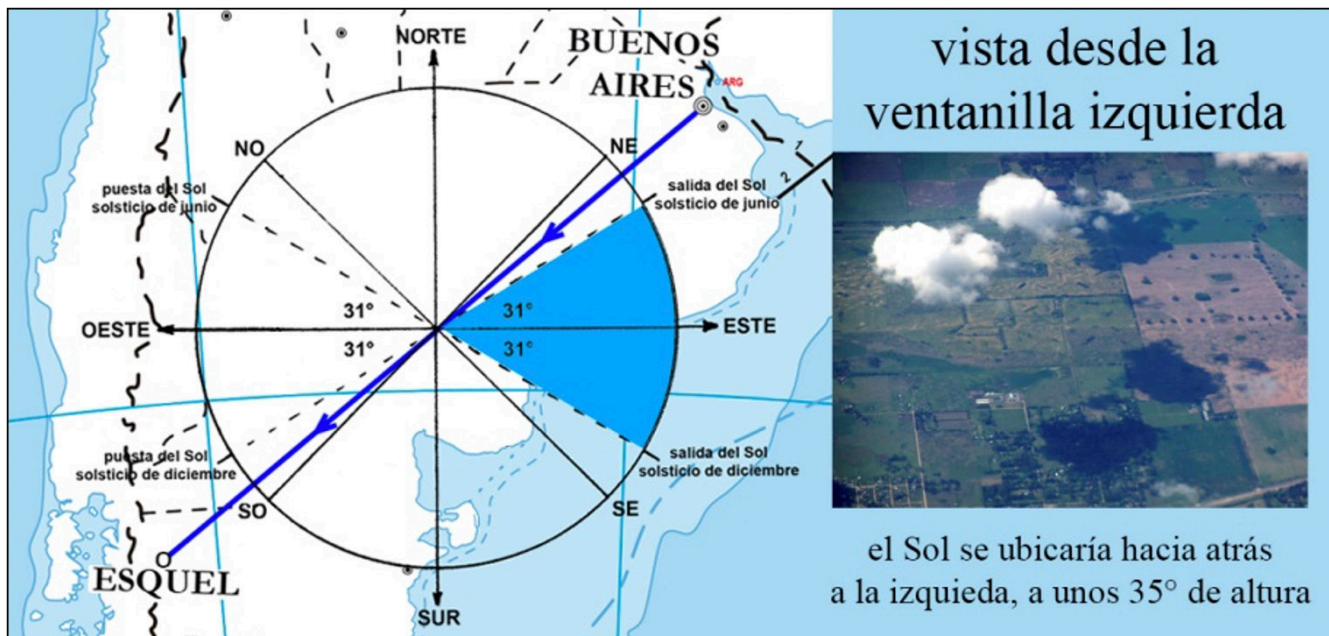 NORTE
BUENOS
AIRES
ARG
NO
NE
puesta del Sol
solsticio de junio
salida del Sol
solsticio de junio
1
2
31°
31°
OESTE
ESTE
31°
31°
puesta del Sol
solsticio de diciembre
salida del Sol
solsticio de diciembre
SO
SE
ESQUEL
SUR
vista desde la
ventanilla izquierda
el Sol se ubicaría hacia atrás
a la izquieda, a unos 35° de altura